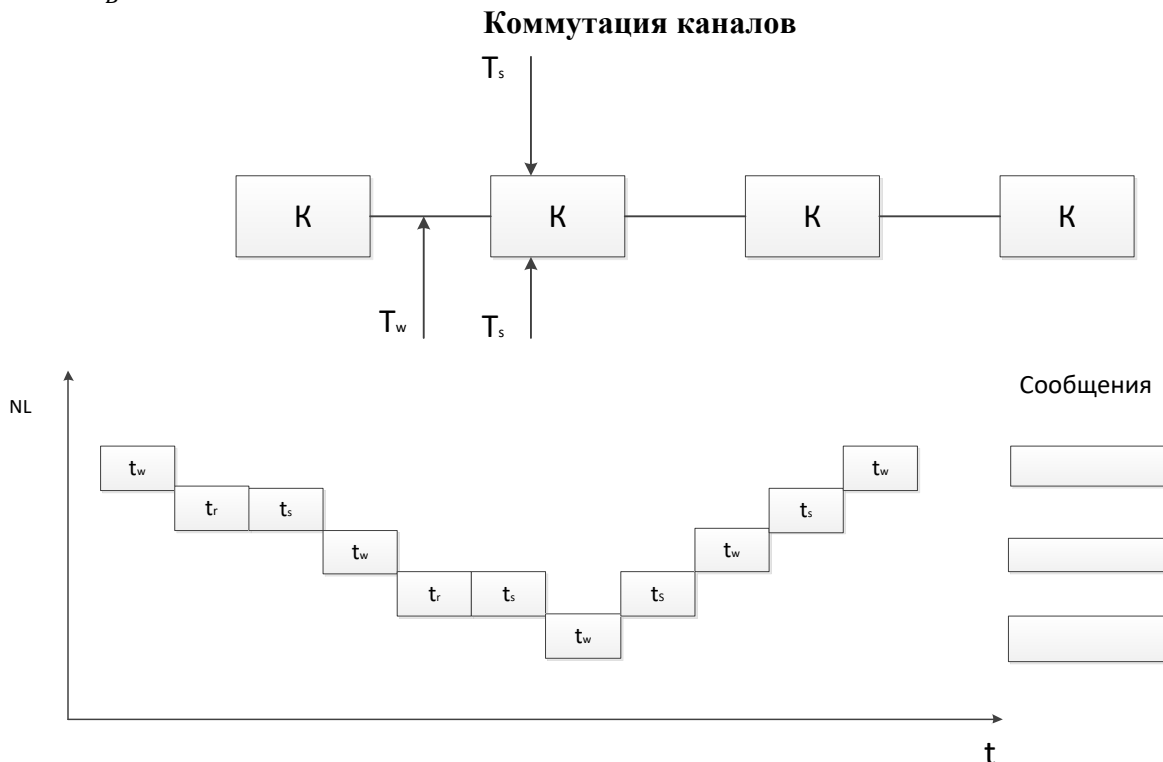 B
Коммутация каналов
Ts
К К К К
Tw Ts
Сообщения
NL
tw tw
tr ts ts
tw tw
tr ts tS
tw
t